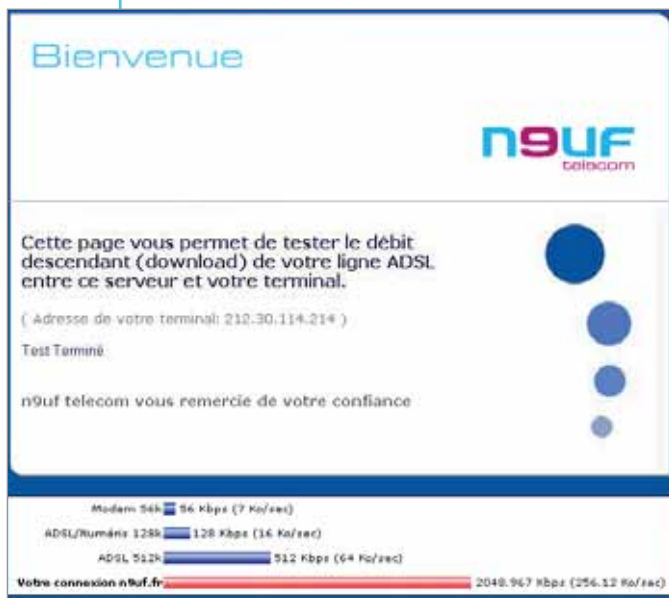 Bienvenue
n9uf
telecom
Cette page vous permet de tester le débit
descendant (download) de votre ligne ADSL
entre ce serveur et votre terminal.
( Adresse de votre terminal: 212.30.114.214 )
Test Terminé
n9uf telecom vous remercie de votre confiance
Modem 56k 56 Kbps (7 Ko/sec)
ADSL/Numéris 128k 128 Kbps (16 Ko/sec)
ADSL 512k 512 Kbps (64 Ko/sec)
Votre connexion n9uf.fr 2048.967 Kbps (256.12 Ko/sec)